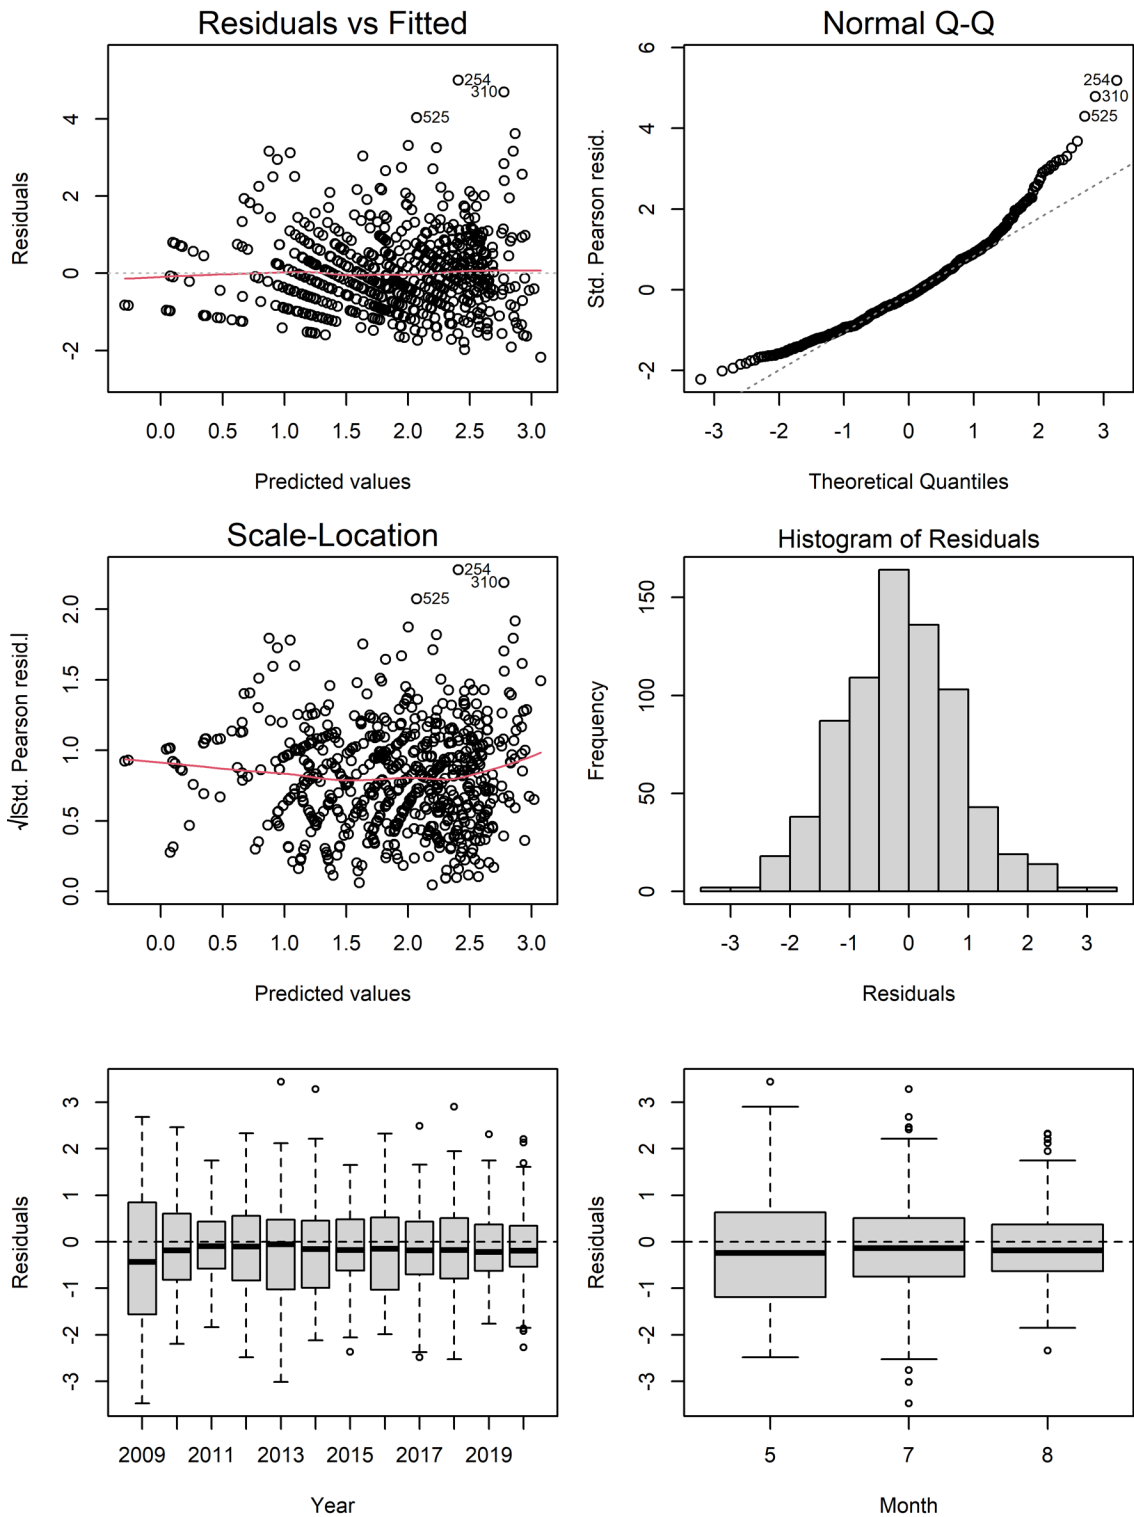 Residuals vs Fitted
Residuals
4
2
0
-2
254
310
525
0.0 0.5 1.0 1.5 2.0 2.5 3.0
Predicted values
Normal Q-Q
Std. Pearson resid.
6
4
2
0
-2
254
310
525
-3 -2 -1 0 1 2 3
Theoretical Quantiles
Scale-Location
√|Std. Pearson resid.|
2.0
1.5
1.0
0.5
0.0
254
310
525
0.0 0.5 1.0 1.5 2.0 2.5 3.0
Predicted values
Histogram of Residuals
Frequency
150
100
50
0
-3 -2 -1 0 1 2 3
Residuals
Residuals
3
2
1
0
-1
-2
-3
2009 2011 2013 2015 2017 2019
Year
Residuals
3
2
1
0
-1
-2
-3
5 7 8
Month